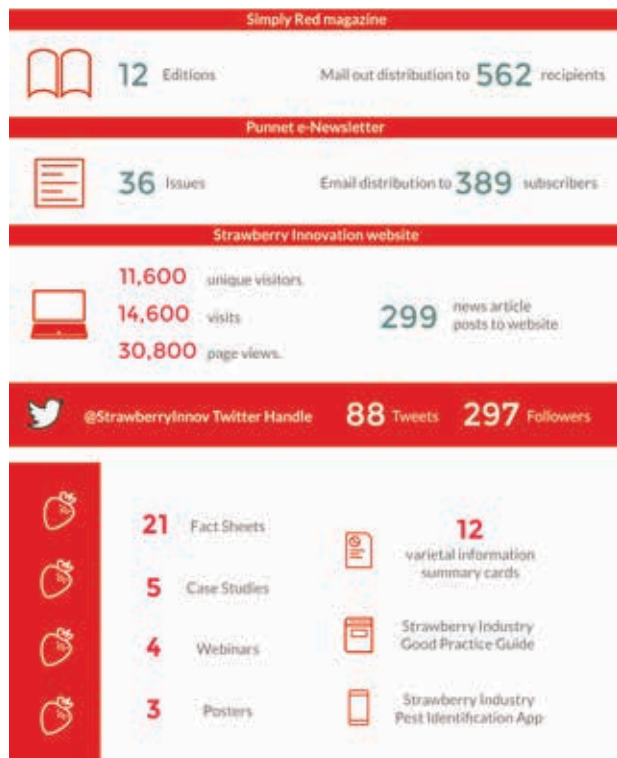 Simply Red magazine
12 Editions
Mail out distribution to 562 recipients
Punnet e-Newsletter
36 Issues
Email distribution to 389 subscribers
Strawberry Innovation website
11,600 unique visitors
14,600 visits
30,800 page views.
299 news article
posts to website
@StrawberryInnov Twitter Handle 88 Tweets 297 Followers
21 Fact Sheets
5 Case Studies
4 Webinars
3 Posters
12
varietal information
summary cards
Strawberry Industry
Good Practice Guide
Strawberry Industry
Pest Identification App